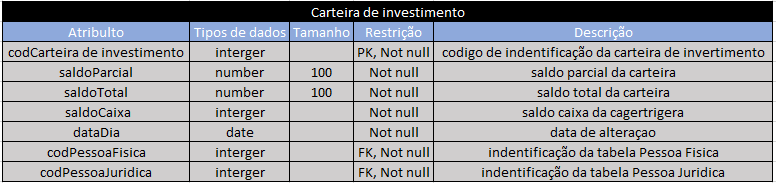 Carteira de investimento
Atribulto Tipos de dados Tamanho Restrição Descrição
codCarteira de investimento interger PK, Not null codigo de indentificação da carteira de invertimento
saldoParcial number 100 Not null saldo parcial da carteira
saldoTotal number 100 Not null saldo total da carteira
saldoCaixa interger Not null saldo caixa da cagertrigera
dataDia date Not null data de alteraçao
codPessoaFisica interger FK, Not null indentificação da tabela Pessoa Fisica
codPessoaJuridica interger FK, Not null indentificação da tabela Pessoa Juridica